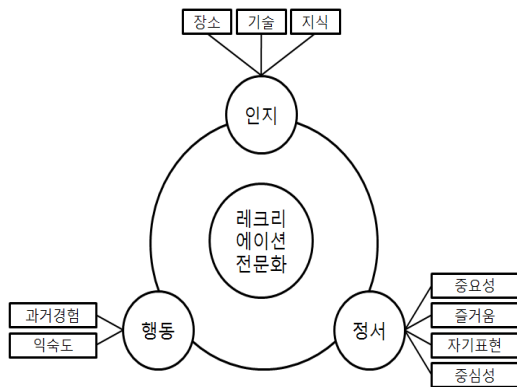 장소 기술 지식
인지
레크리
에이션
전문화
과거경험
익숙도
행동
정서
중요성
즐거움
자기표현
중심성